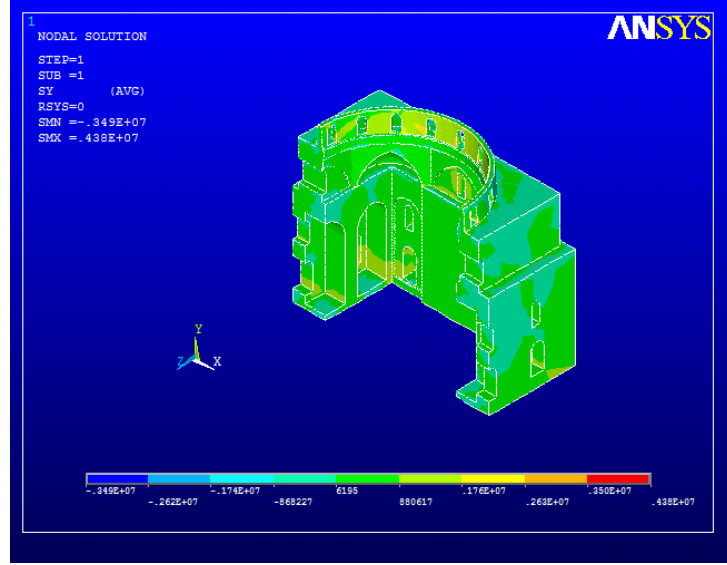 1
ANSYS
NODAL SOLUTION
STEP=1
SUB =1
SY (AVG)
RSYS=0
SMN =-.349E+07
SMX =.438E+07
Y
Z X
-.349E+07 -.174E+07 6195 .176E+07 .350E+07
-.262E+07 -868227 880617 .263E+07 .438E+07